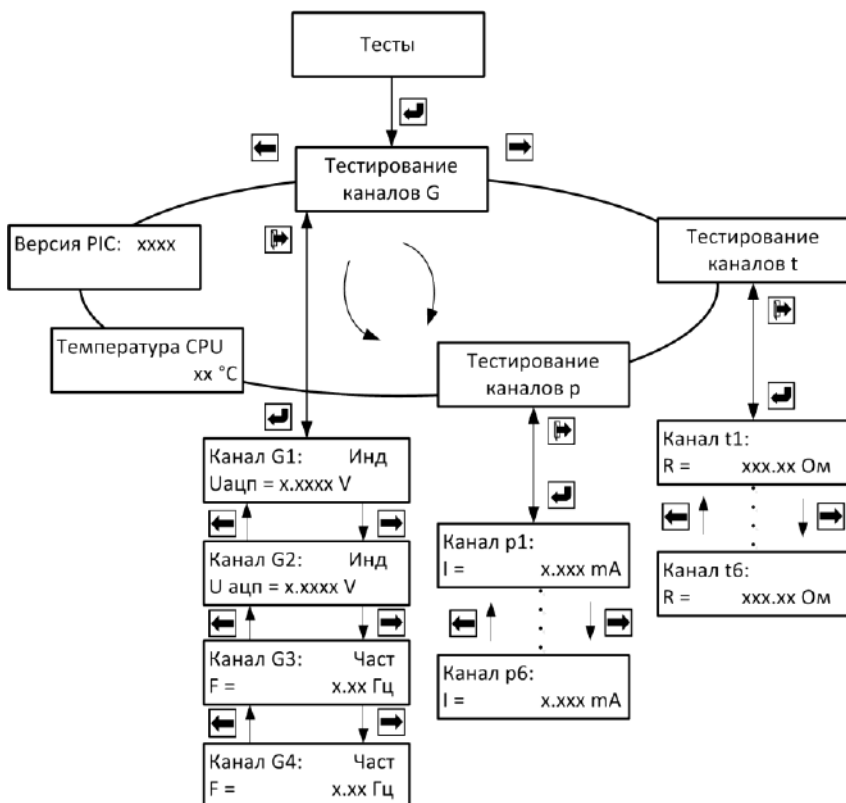 Тесты
Тестирование
каналов G
Версия PIC: xxxx
Тестирование
каналов t
Температура CPU
xx °C
Тестирование
каналов p
Канал G1: Инд
Uацп = x.xxxx V
Канал G2: Инд
U ацп = x.xxxx V
Канал G3: Част
F = x.xx Гц
Канал G4: Част
F = x.xx Гц
Канал p1:
I = x.xxx mA
Канал p6:
I = x.xxx mA
Канал t1:
R = xxx.xx Ом
Канал t6:
R = xxx.xx Ом